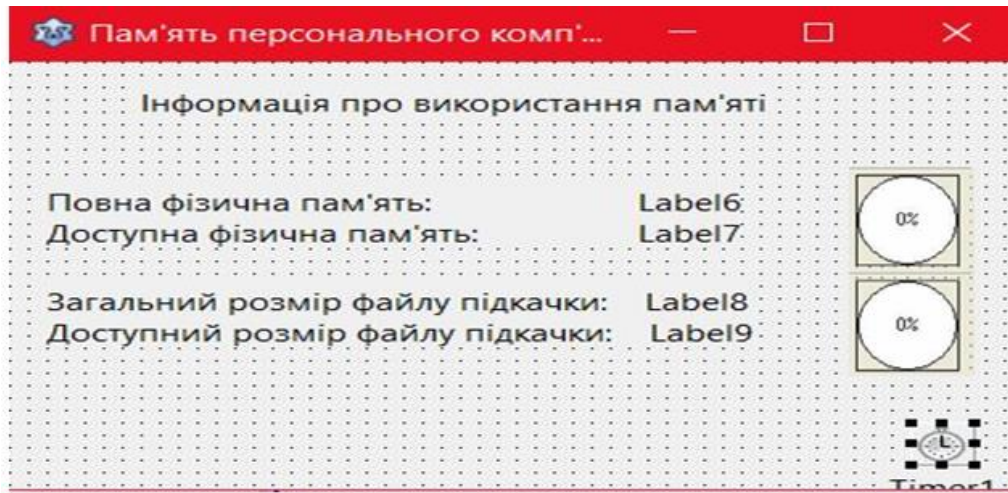 Пам'ять персонального комп'...
Інформація про використання пам'яті
Повна фізична пам'ять: Label6
Доступна фізична пам'ять: Label7
0%
Загальний розмір файлу підкачки: Label8
Доступний розмір файлу підкачки: Label9
0%
Timer1